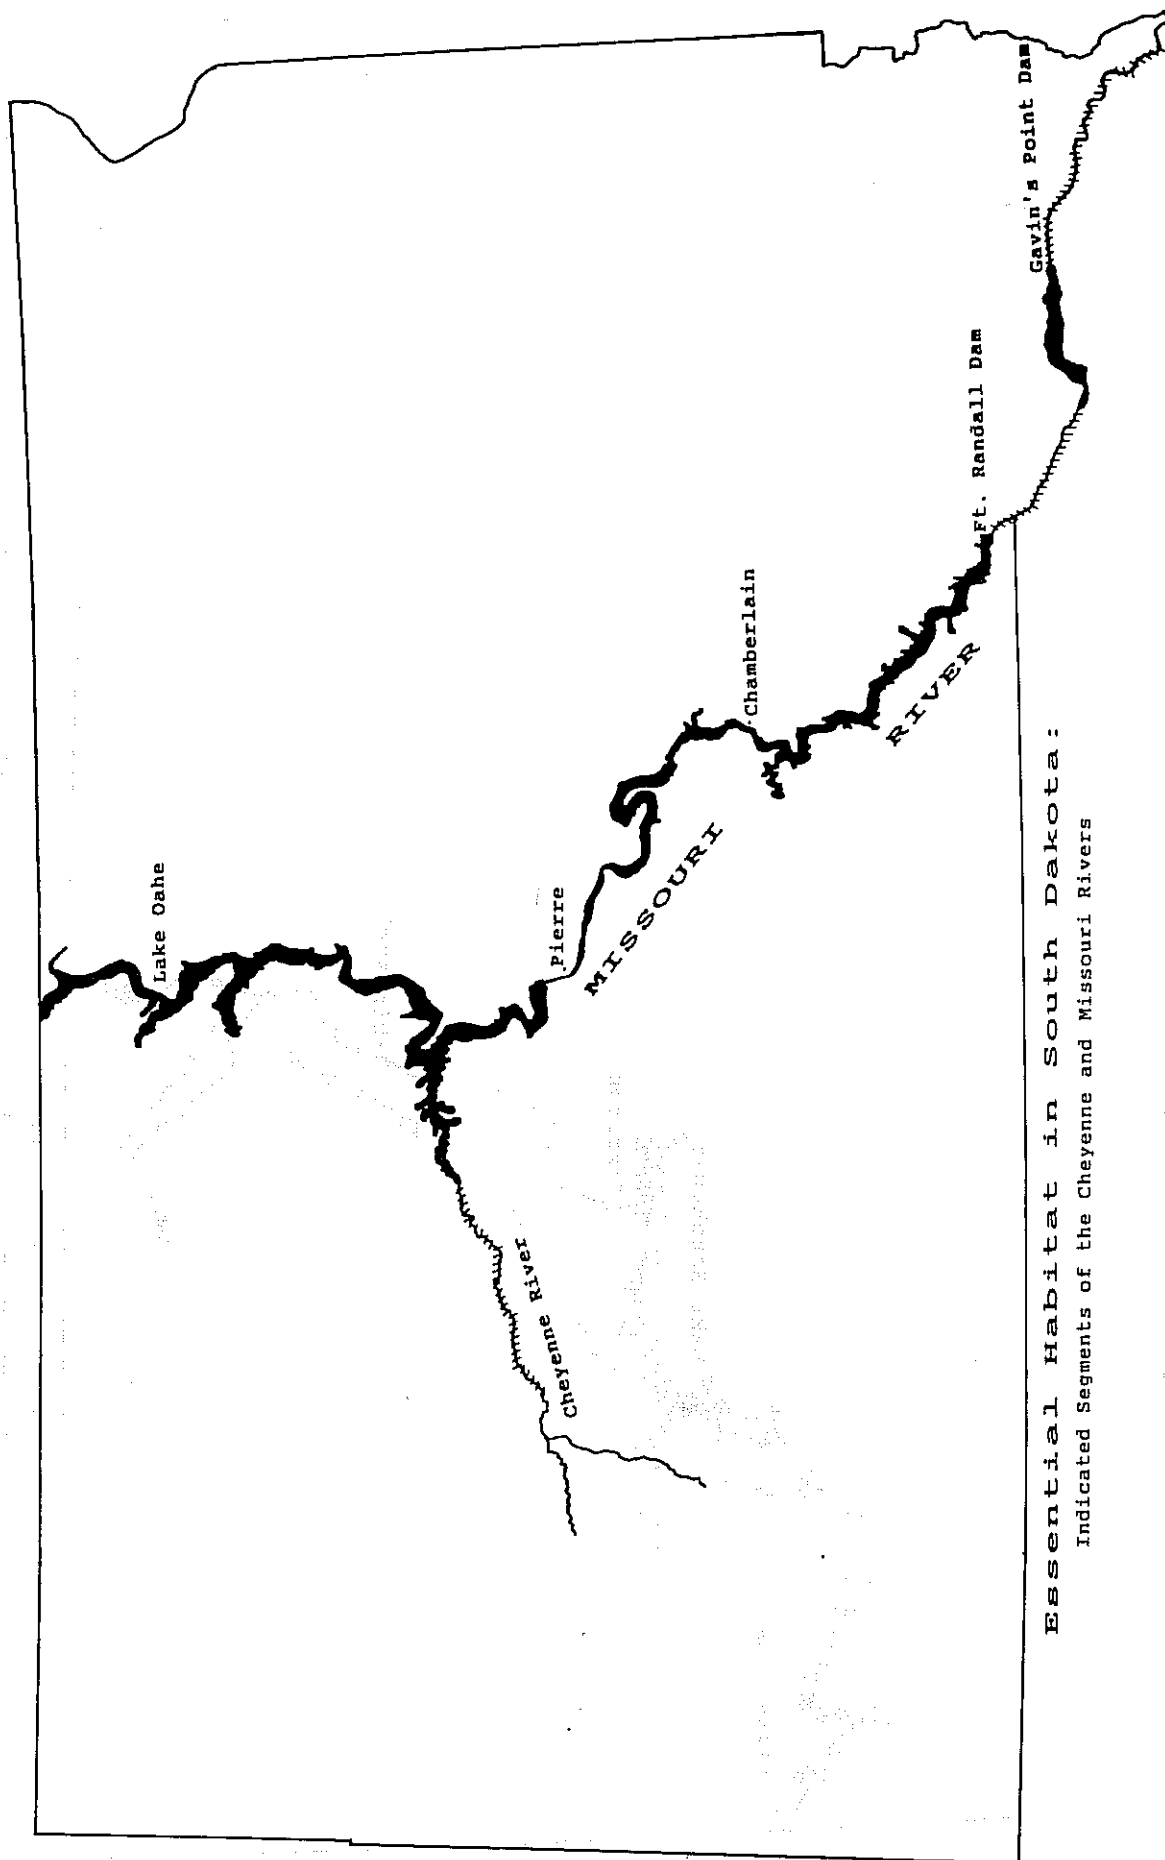 Lake Oahe
Pierre
Cheyenne River
MISSOURI
RIVER
Chamberlain
Ft. Randall Dam
Gavin's Point Dam
Essential Habitat in South Dakota:
Indicated Segments of the Cheyenne and Missouri Rivers